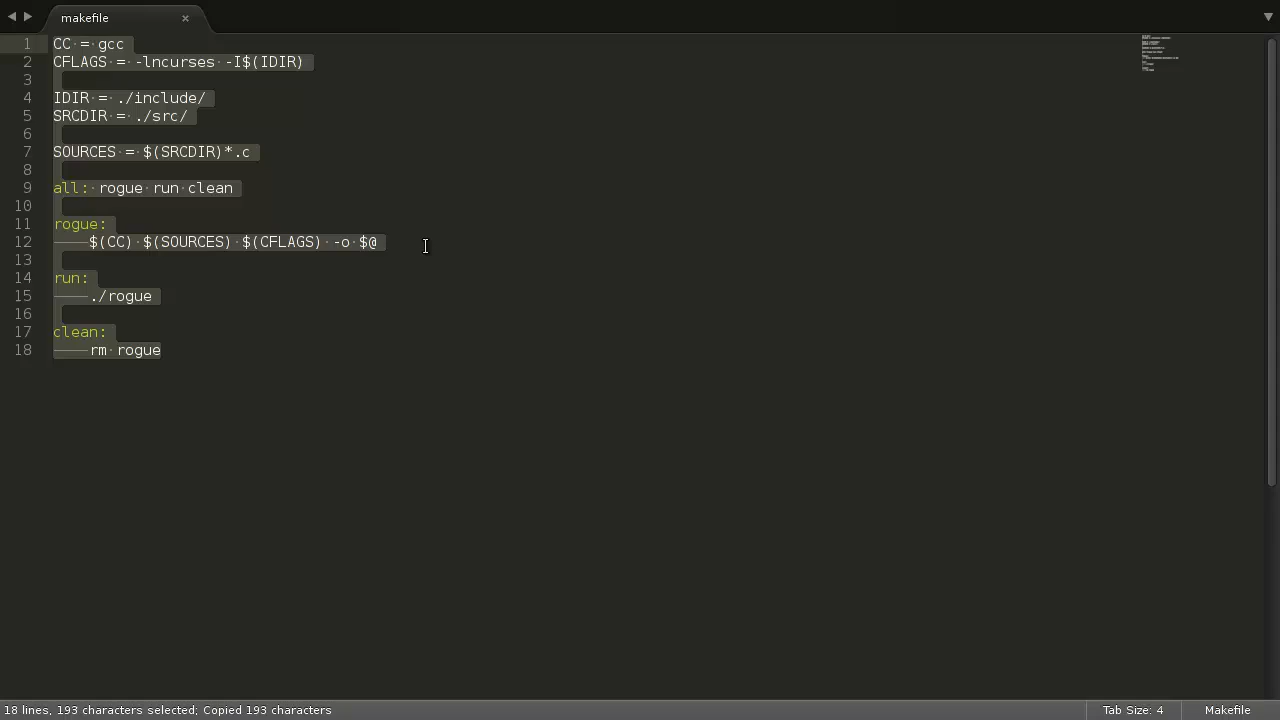 makefile ×
1 CC = gcc
2 CFLAGS = -lncurses -I$(IDIR)
3
4 IDIR = ./include/
5 SRCDIR = ./src/
6
7 SOURCES = $(SRCDIR)*.c
8
9 all: rogue run clean
10
11 rogue:
12 $(CC) $(SOURCES) $(CFLAGS) -o $@
13
14 run:
15 ./rogue
16
17 clean:
18 rm rogue
18 lines, 193 characters selected; Copied 193 characters Tab Size: 4 Makefile